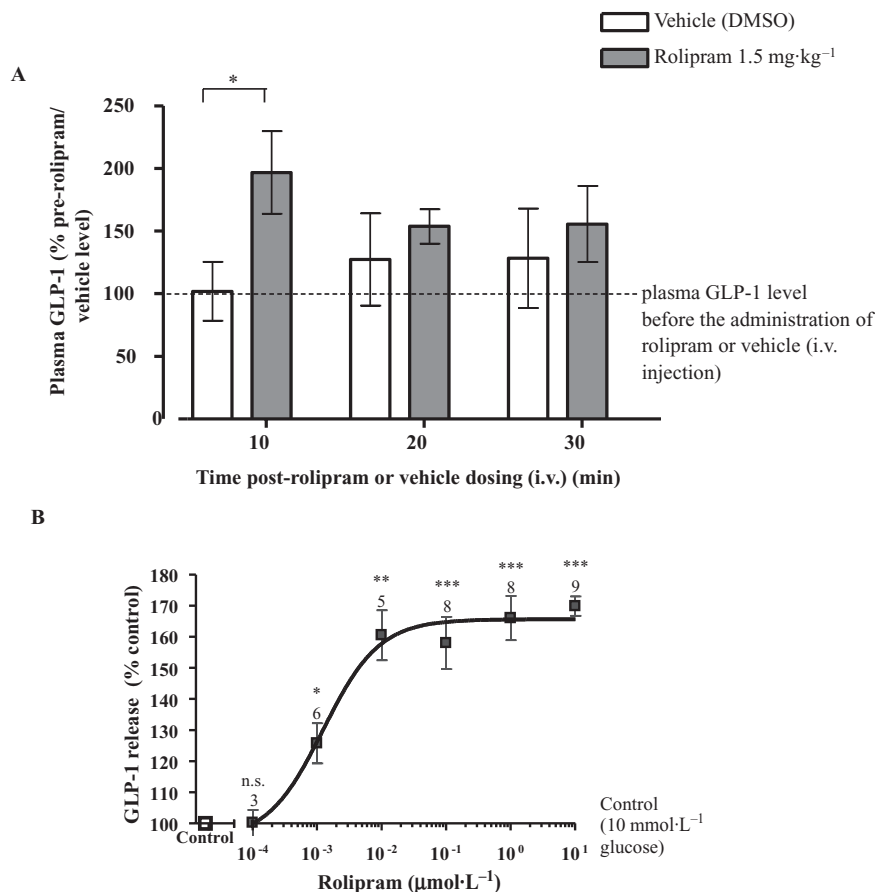 Vehicle (DMSO)
Rolipram 1.5 mg·kg⁻¹
A
*
Plasma GLP-1 (% pre-rolipram/
vehicle level)
250
200
150
100
50
0
plasma GLP-1 level
before the administration of
rolipram or vehicle (i.v.
injection)
10 20 30
Time post-rolipram or vehicle dosing (i.v.) (min)
B
GLP-1 release (% control)
180
170
160
150
140
130
120
110
100
n.s.
3
*
6
**
5
***
8
***
8
***
9
Control
(10 mmol·L⁻¹
glucose)
Control
10⁻⁴ 10⁻³ 10⁻² 10⁻¹ 10⁰ 10¹
Rolipram (μmol·L⁻¹)